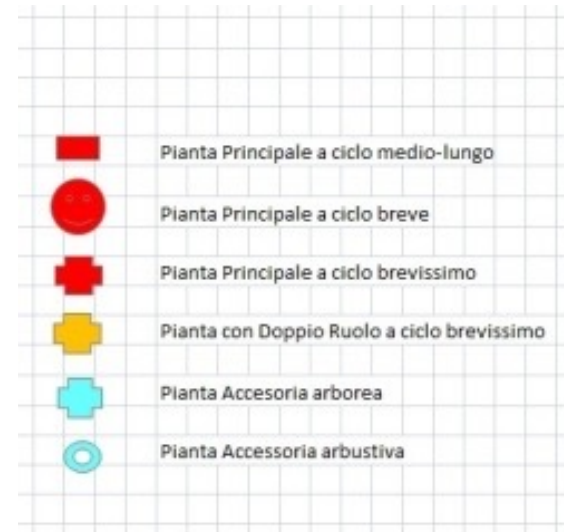 Pianta Principale a ciclo medio-lungo
Pianta Principale a ciclo breve
Pianta Principale a ciclo brevissimo
Pianta con Doppio Ruolo a ciclo brevissimo
Pianta Accesoria arborea
Pianta Accessoria arbustiva